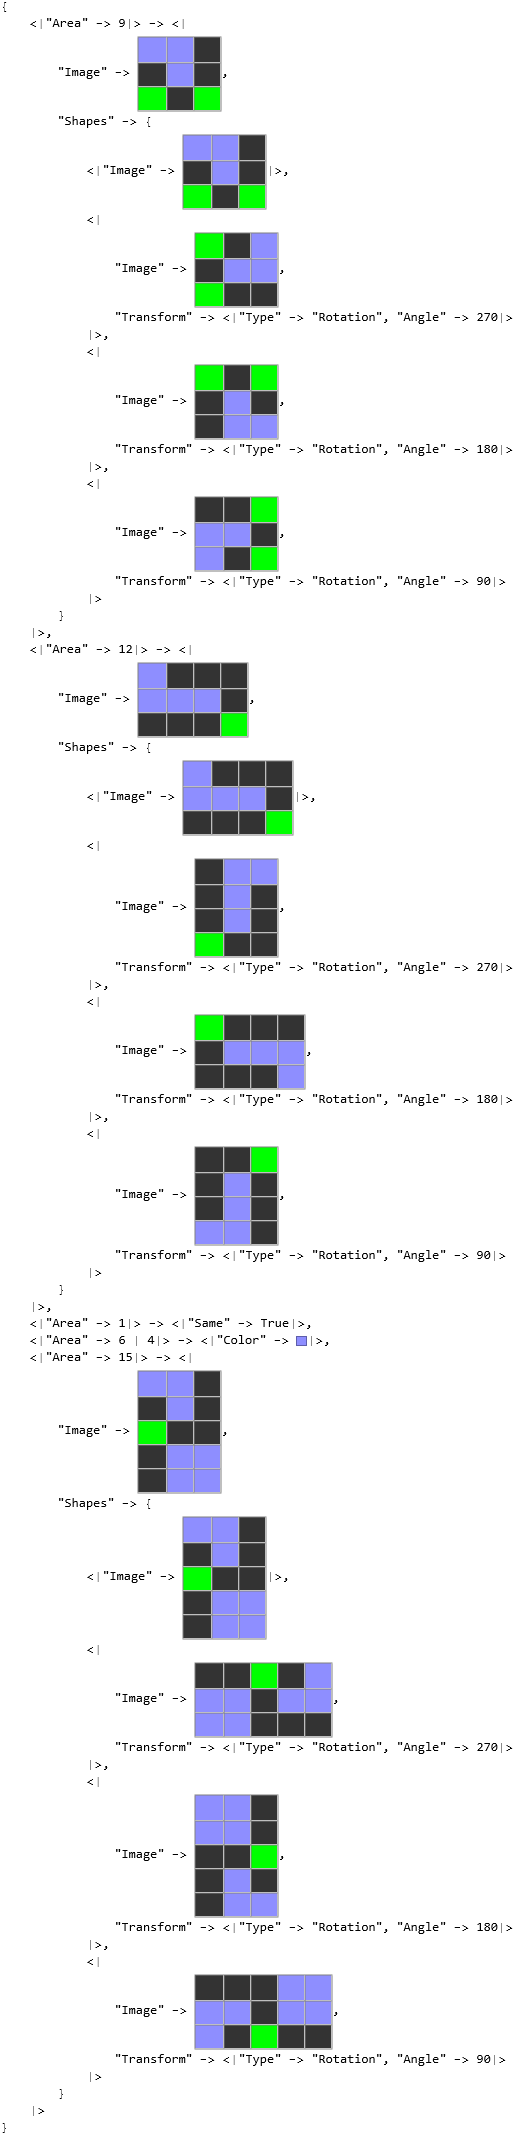 {
<|"Area" -> 9|> -> <|
"Image" -> ,
"Shapes" -> {
<|"Image" -> |>,
<|
"Image" -> ,
"Transform" -> <|"Type" -> "Rotation", "Angle" -> 270|>
|>,
<|
"Image" -> ,
"Transform" -> <|"Type" -> "Rotation", "Angle" -> 180|>
|>,
<|
"Image" -> ,
"Transform" -> <|"Type" -> "Rotation", "Angle" -> 90|>
|>
}
|>,
<|"Area" -> 12|> -> <|
"Image" -> ,
"Shapes" -> {
<|"Image" -> |>,
<|
"Image" -> ,
"Transform" -> <|"Type" -> "Rotation", "Angle" -> 270|>
|>,
<|
"Image" -> ,
"Transform" -> <|"Type" -> "Rotation", "Angle" -> 180|>
|>,
<|
"Image" -> ,
"Transform" -> <|"Type" -> "Rotation", "Angle" -> 90|>
|>
}
|>,
<|"Area" -> 1|> -> <|"Same" -> True|>,
<|"Area" -> 6 | 4|> -> <|"Color" -> |>,
<|"Area" -> 15|> -> <|
"Image" -> ,
"Shapes" -> {
<|"Image" -> |>,
<|
"Image" -> ,
"Transform" -> <|"Type" -> "Rotation", "Angle" -> 270|>
|>,
<|
"Image" -> ,
"Transform" -> <|"Type" -> "Rotation", "Angle" -> 180|>
|>,
<|
"Image" -> ,
"Transform" -> <|"Type" -> "Rotation", "Angle" -> 90|>
|>
}
|>
}